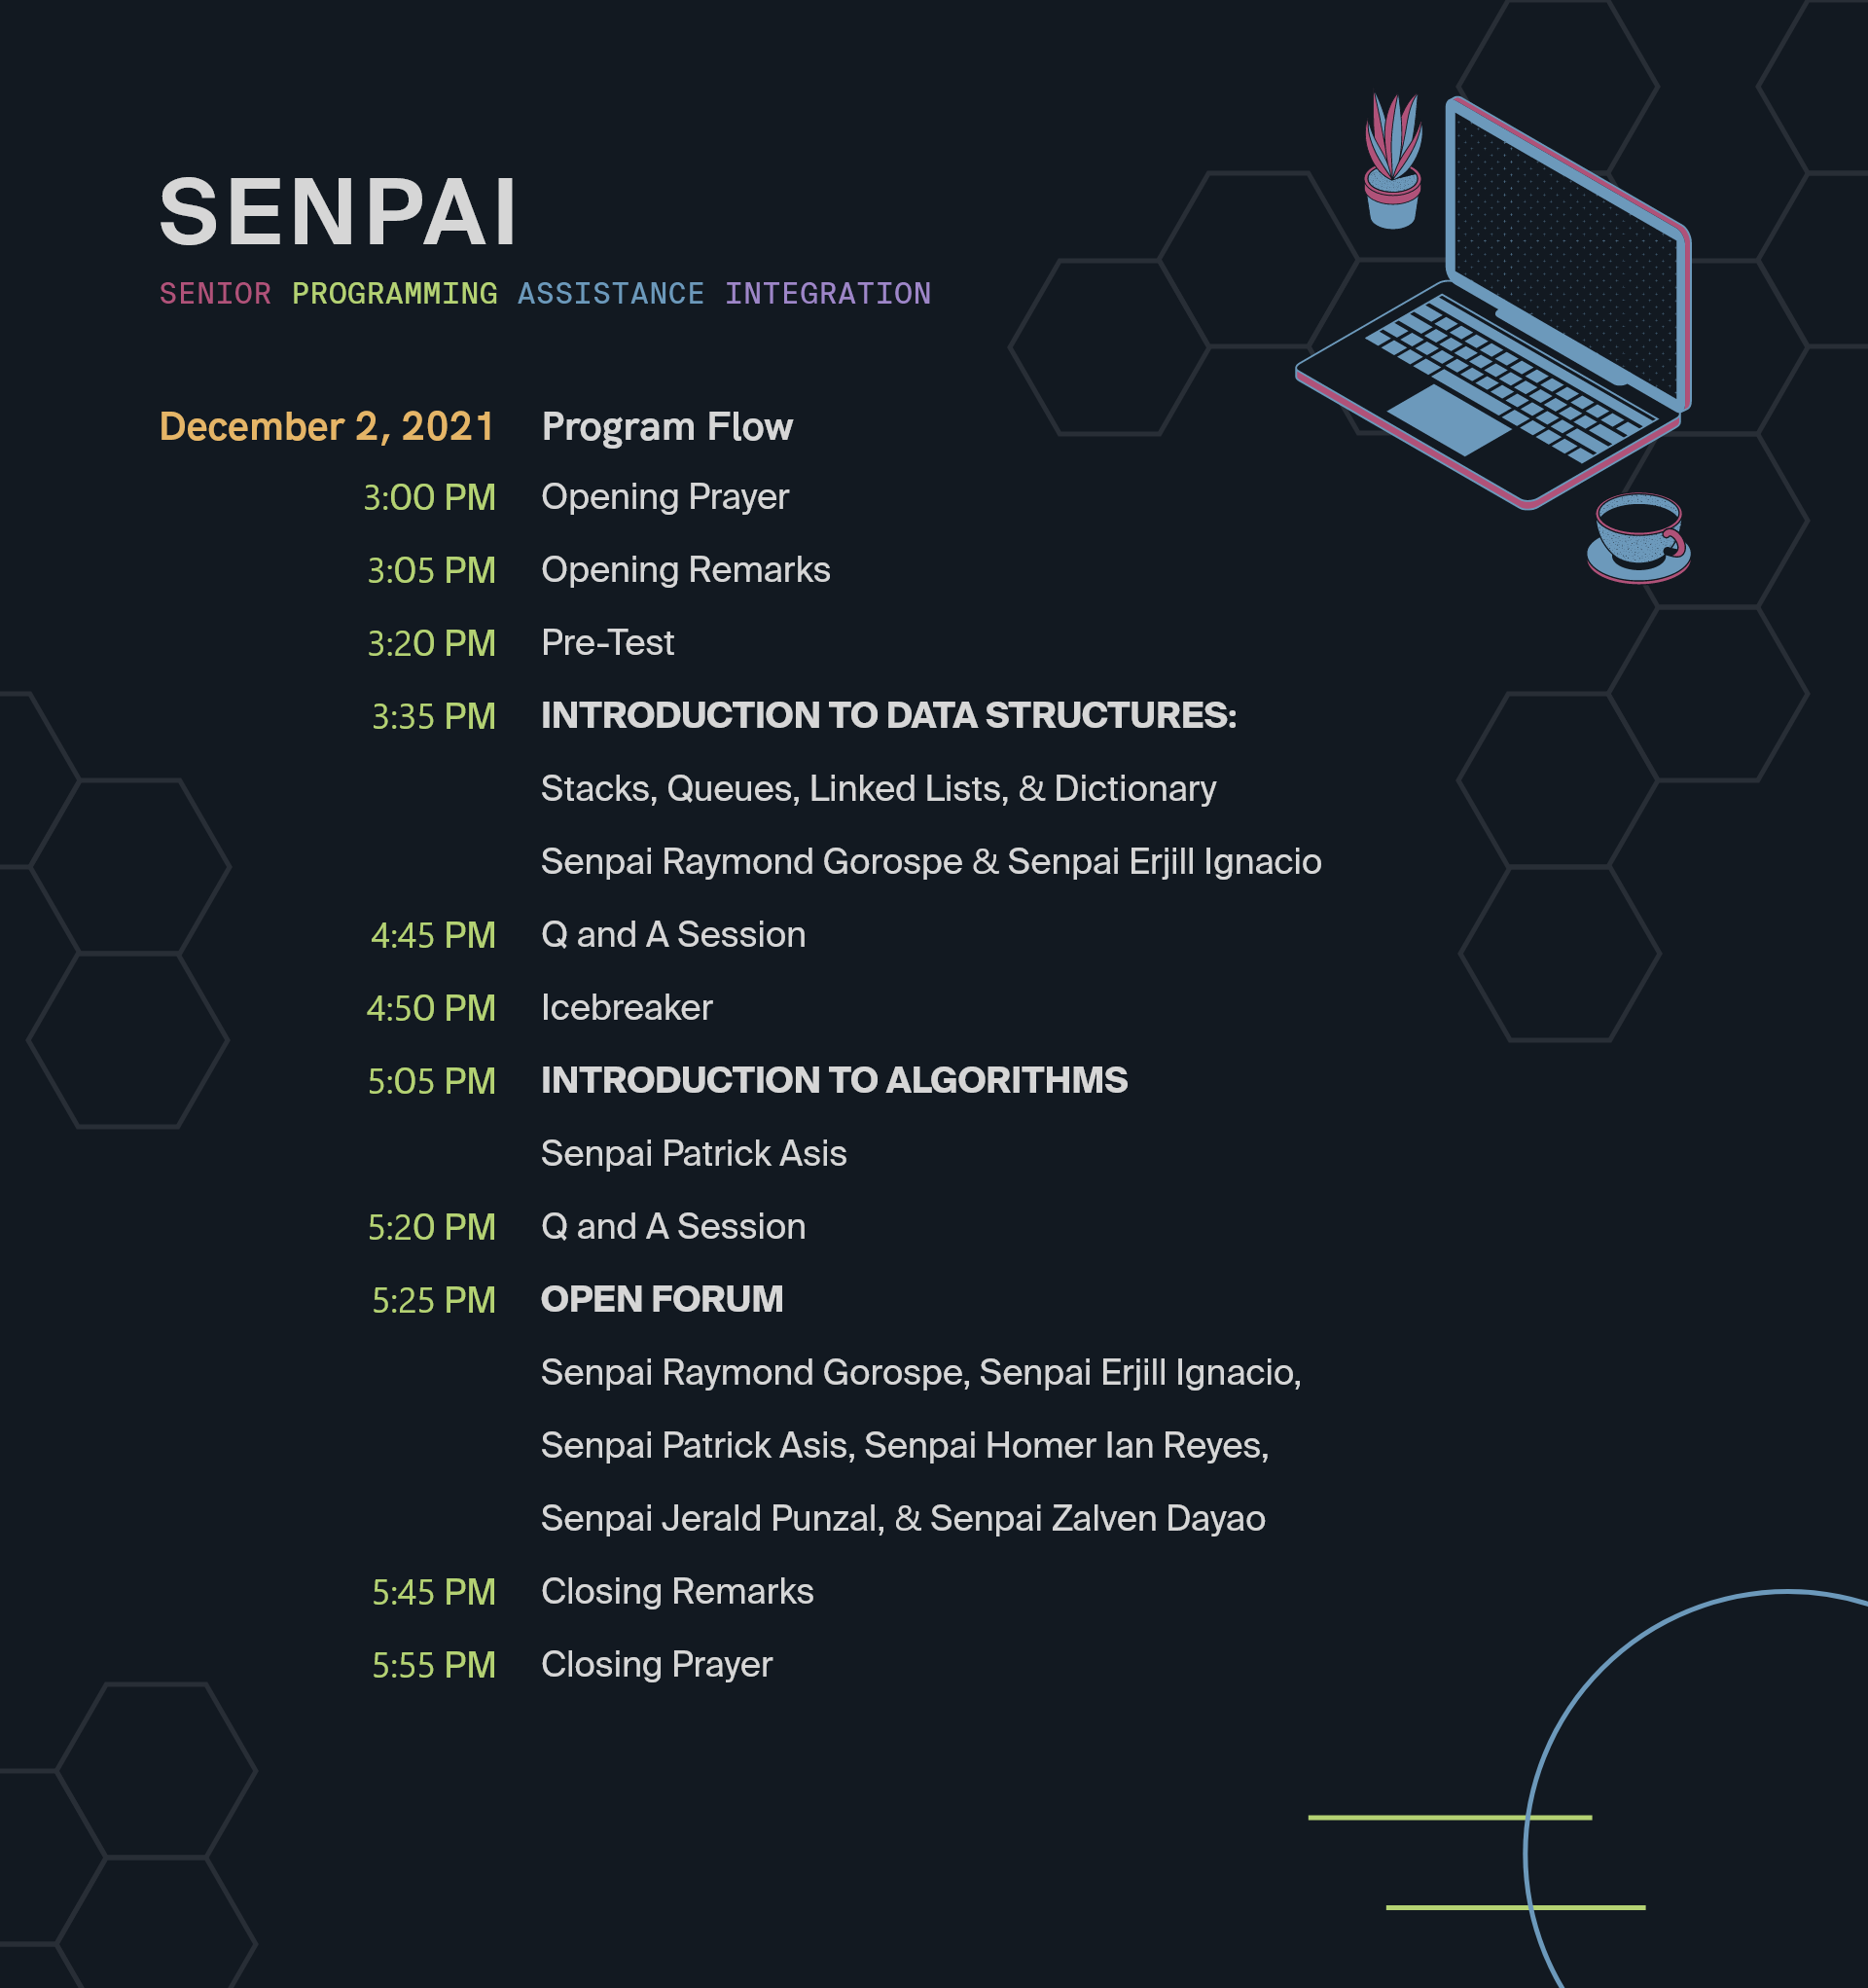 SENPAI
SENIOR PROGRAMMING ASSISTANCE INTEGRATION
December 2, 2021 Program Flow
3:00 PM Opening Prayer
3:05 PM Opening Remarks
3:20 PM Pre-Test
3:35 PM INTRODUCTION TO DATA STRUCTURES:
Stacks, Queues, Linked Lists, & Dictionary
Senpai Raymond Gorospe & Senpai Erjill Ignacio
4:45 PM Q and A Session
4:50 PM Icebreaker
5:05 PM INTRODUCTION TO ALGORITHMS
Senpai Patrick Asis
5:20 PM Q and A Session
5:25 PM OPEN FORUM
Senpai Raymond Gorospe, Senpai Erjill Ignacio,
Senpai Patrick Asis, Senpai Homer Ian Reyes,
Senpai Jerald Punzal, & Senpai Zalven Dayao
5:45 PM Closing Remarks
5:55 PM Closing Prayer